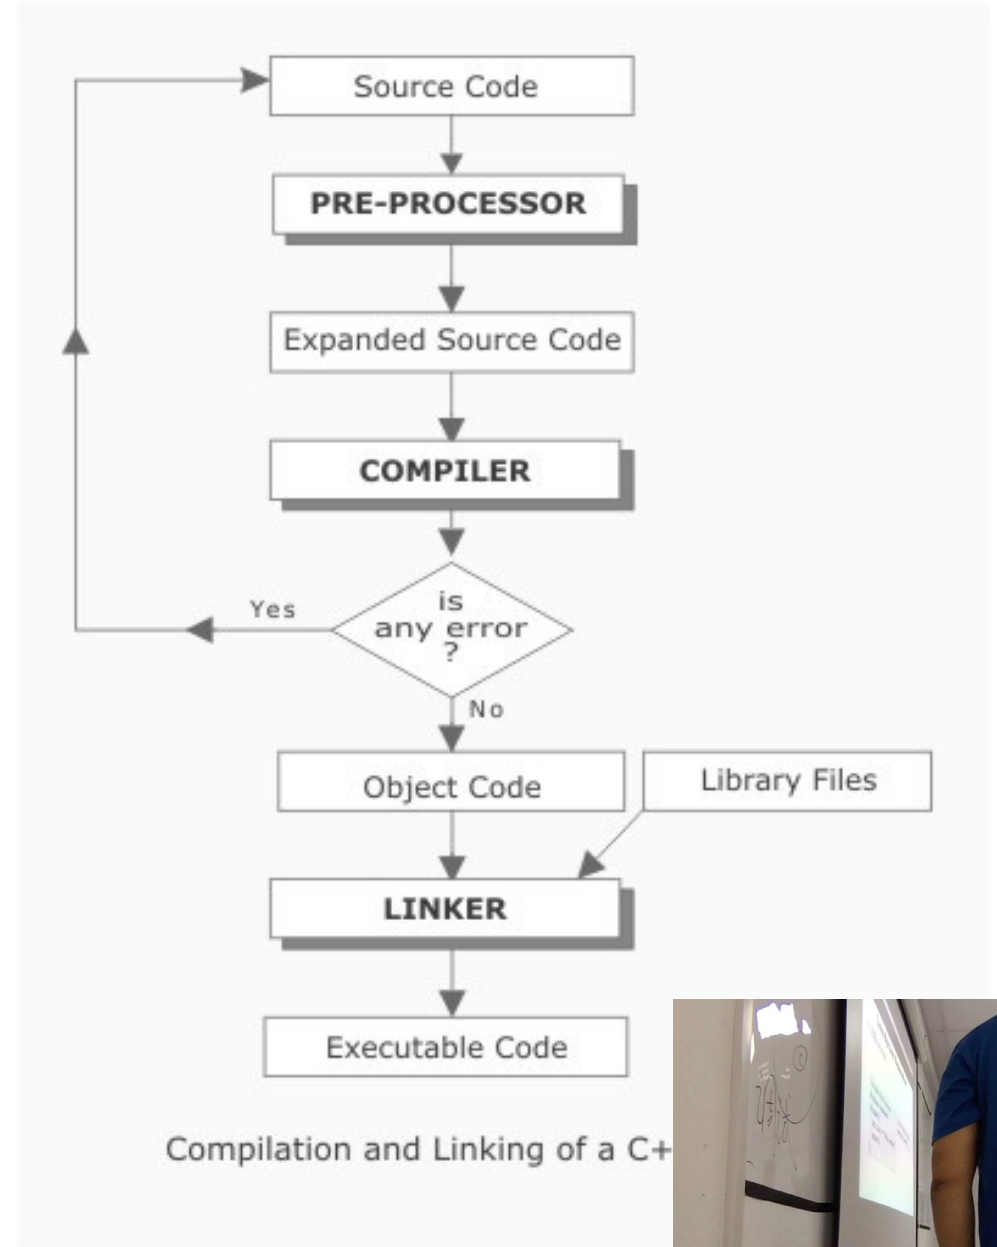 Source Code
PRE-PROCESSOR
Expanded Source Code
COMPILER
is
any error
?
Yes
No
Object Code
Library Files
LINKER
Executable Code
Compilation and Linking of a C+